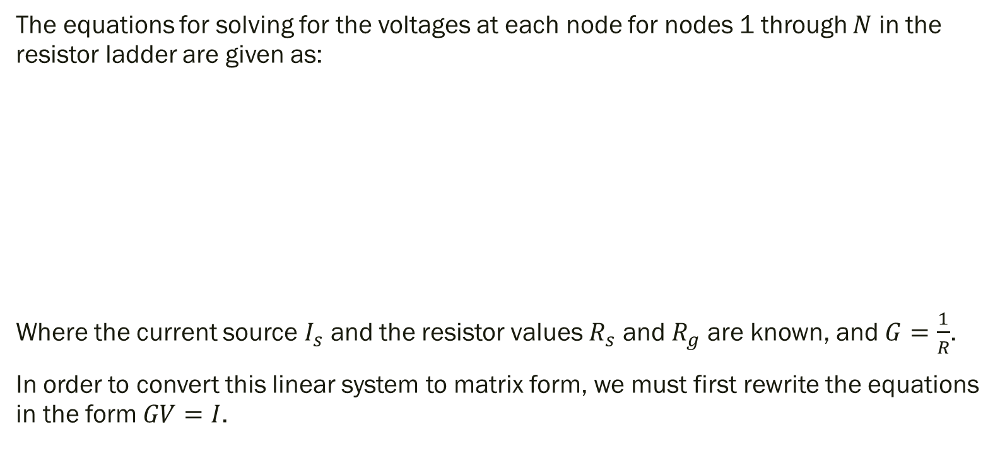 The equations for solving for the voltages at each node for nodes 1 through N in the
resistor ladder are given as:
Where the current source I_s and the resistor values R_s and R_g are known, and G = 1/R.
In order to convert this linear system to matrix form, we must first rewrite the equations
in the form GV = I.